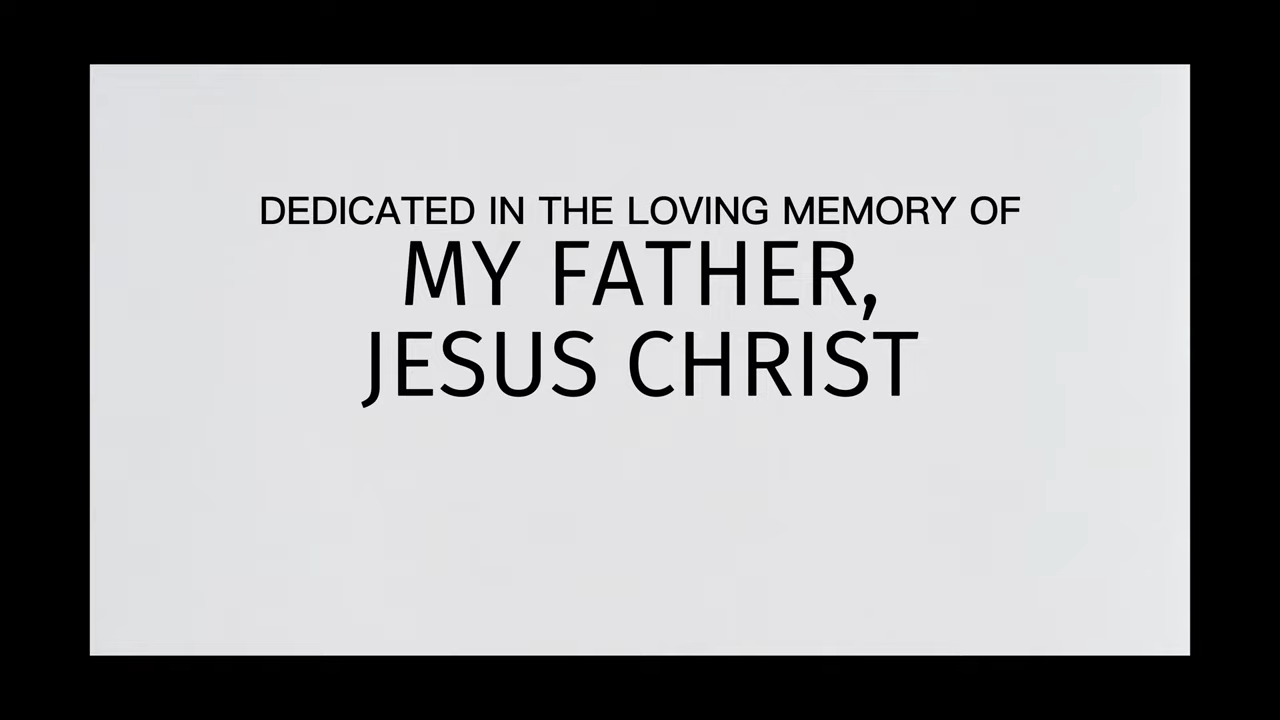 DEDICATED IN THE LOVING MEMORY OF
MY FATHER,
JESUS CHRIST